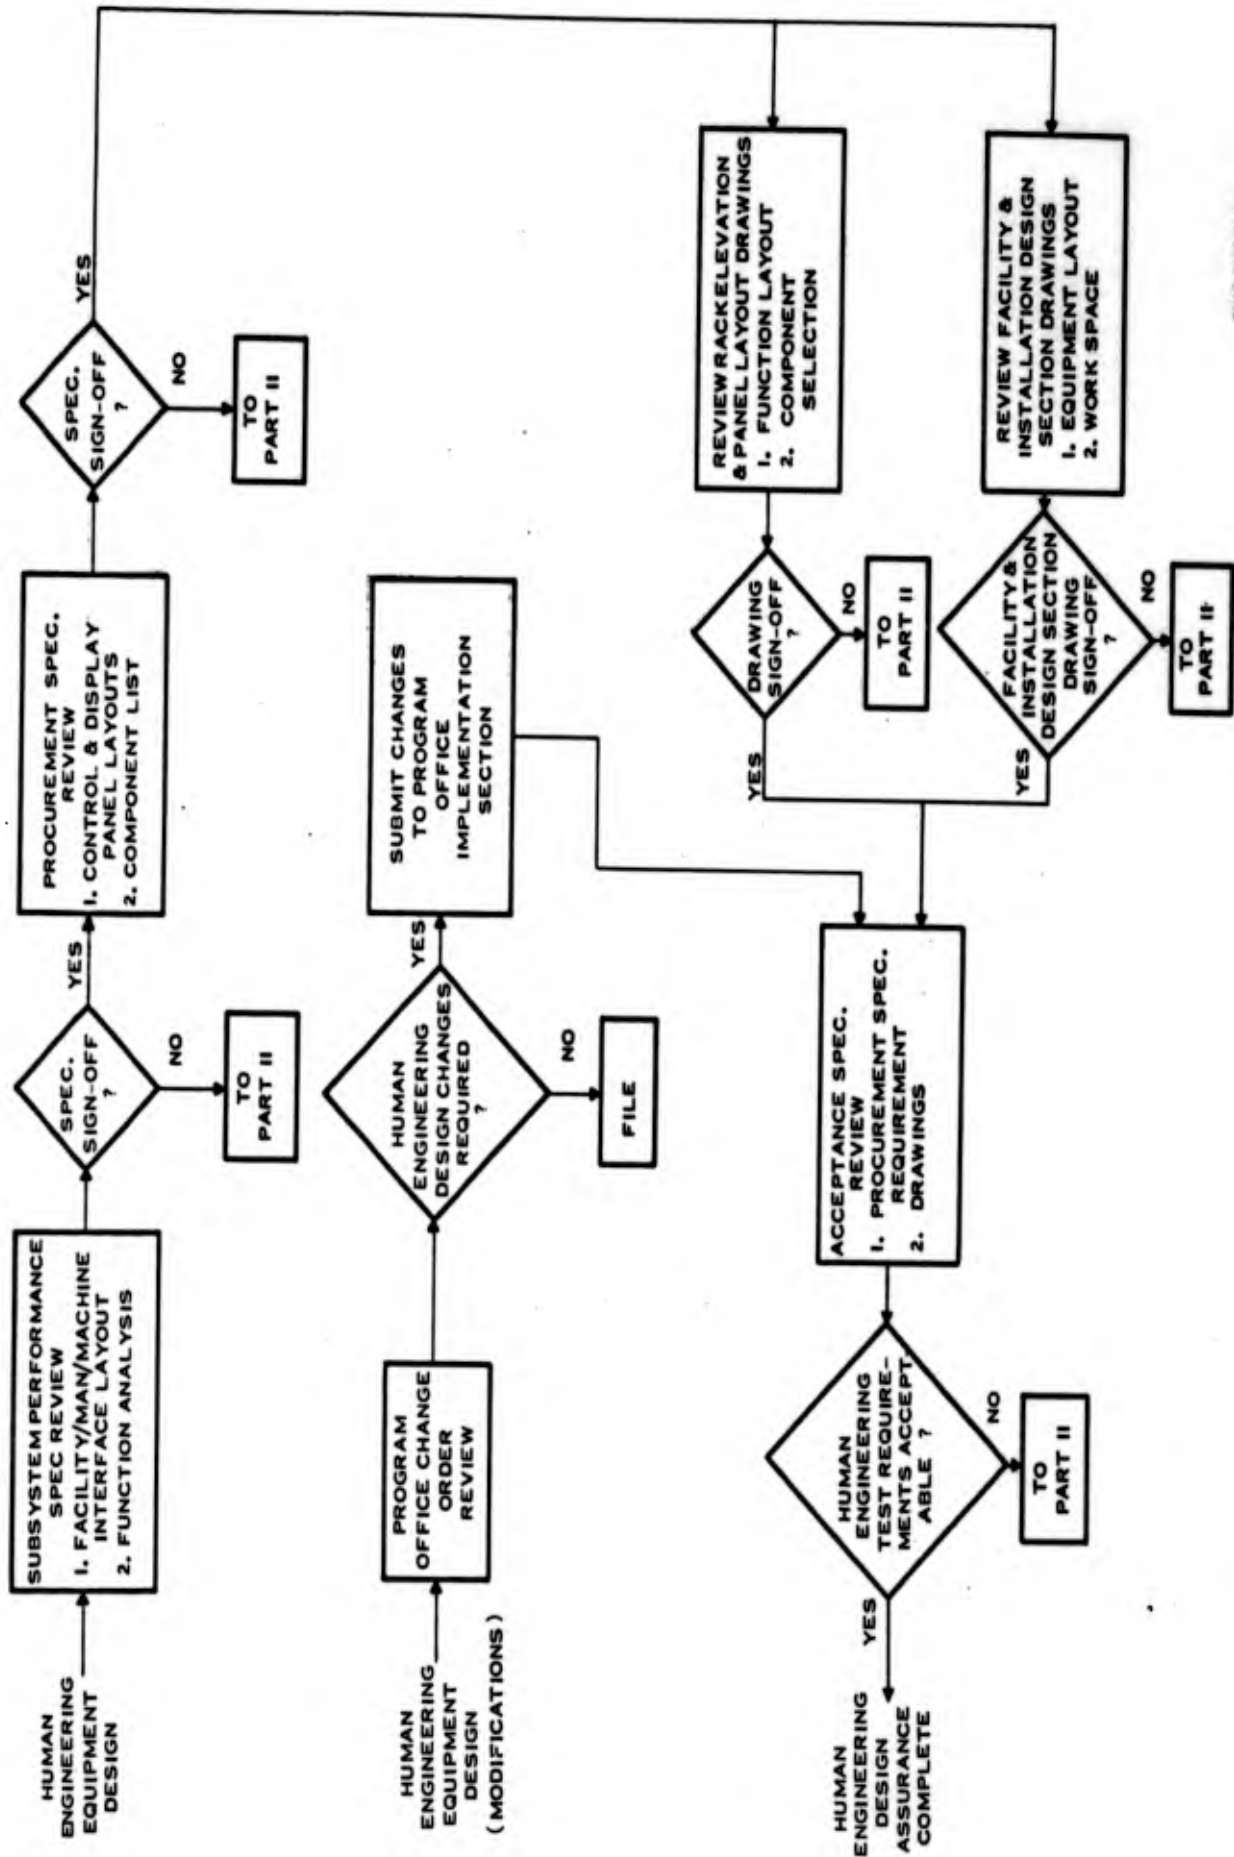 HUMAN
ENGINEERING
EQUIPMENT
DESIGN
SUBSYSTEM PERFORMANCE
SPEC REVIEW
1. FACILITY/MAN/MACHINE
INTERFACE LAYOUT
2. FUNCTION ANALYSIS
SPEC.
SIGN-OFF
?
YES
NO
TO
PART II
PROCUREMENT SPEC.
REVIEW
1. CONTROL & DISPLAY
PANEL LAYOUTS
2. COMPONENT LIST
SPEC.
SIGN-OFF
?
YES
NO
TO
PART II
HUMAN
ENGINEERING
EQUIPMENT
DESIGN
(MODIFICATIONS)
PROGRAM
OFFICE CHANGE
ORDER
REVIEW
HUMAN
ENGINEERING
DESIGN CHANGES
REQUIRED
?
YES
NO
FILE
SUBMIT CHANGES
TO PROGRAM
OFFICE
IMPLEMENTATION
SECTION
REVIEW RACK ELEVATION
& PANEL LAYOUT DRAWINGS
1. FUNCTION LAYOUT
2. COMPONENT
SELECTION
DRAWING
SIGN-OFF
?
YES
NO
TO
PART II
REVIEW FACILITY &
INSTALLATION DESIGN
SECTION DRAWINGS
1. EQUIPMENT LAYOUT
2. WORK SPACE
FACILITY &
INSTALLATION
DESIGN SECTION
DRAWING
SIGN-OFF
?
YES
NO
TO
PART II
ACCEPTANCE SPEC.
REVIEW
1. PROCUREMENT SPEC.
REQUIREMENT
2. DRAWINGS
HUMAN
ENGINEERING
TEST REQUIRE-
MENTS ACCEPT-
ABLE ?
YES
NO
TO
PART II
HUMAN
ENGINEERING
DESIGN
ASSURANCE
COMPLETE